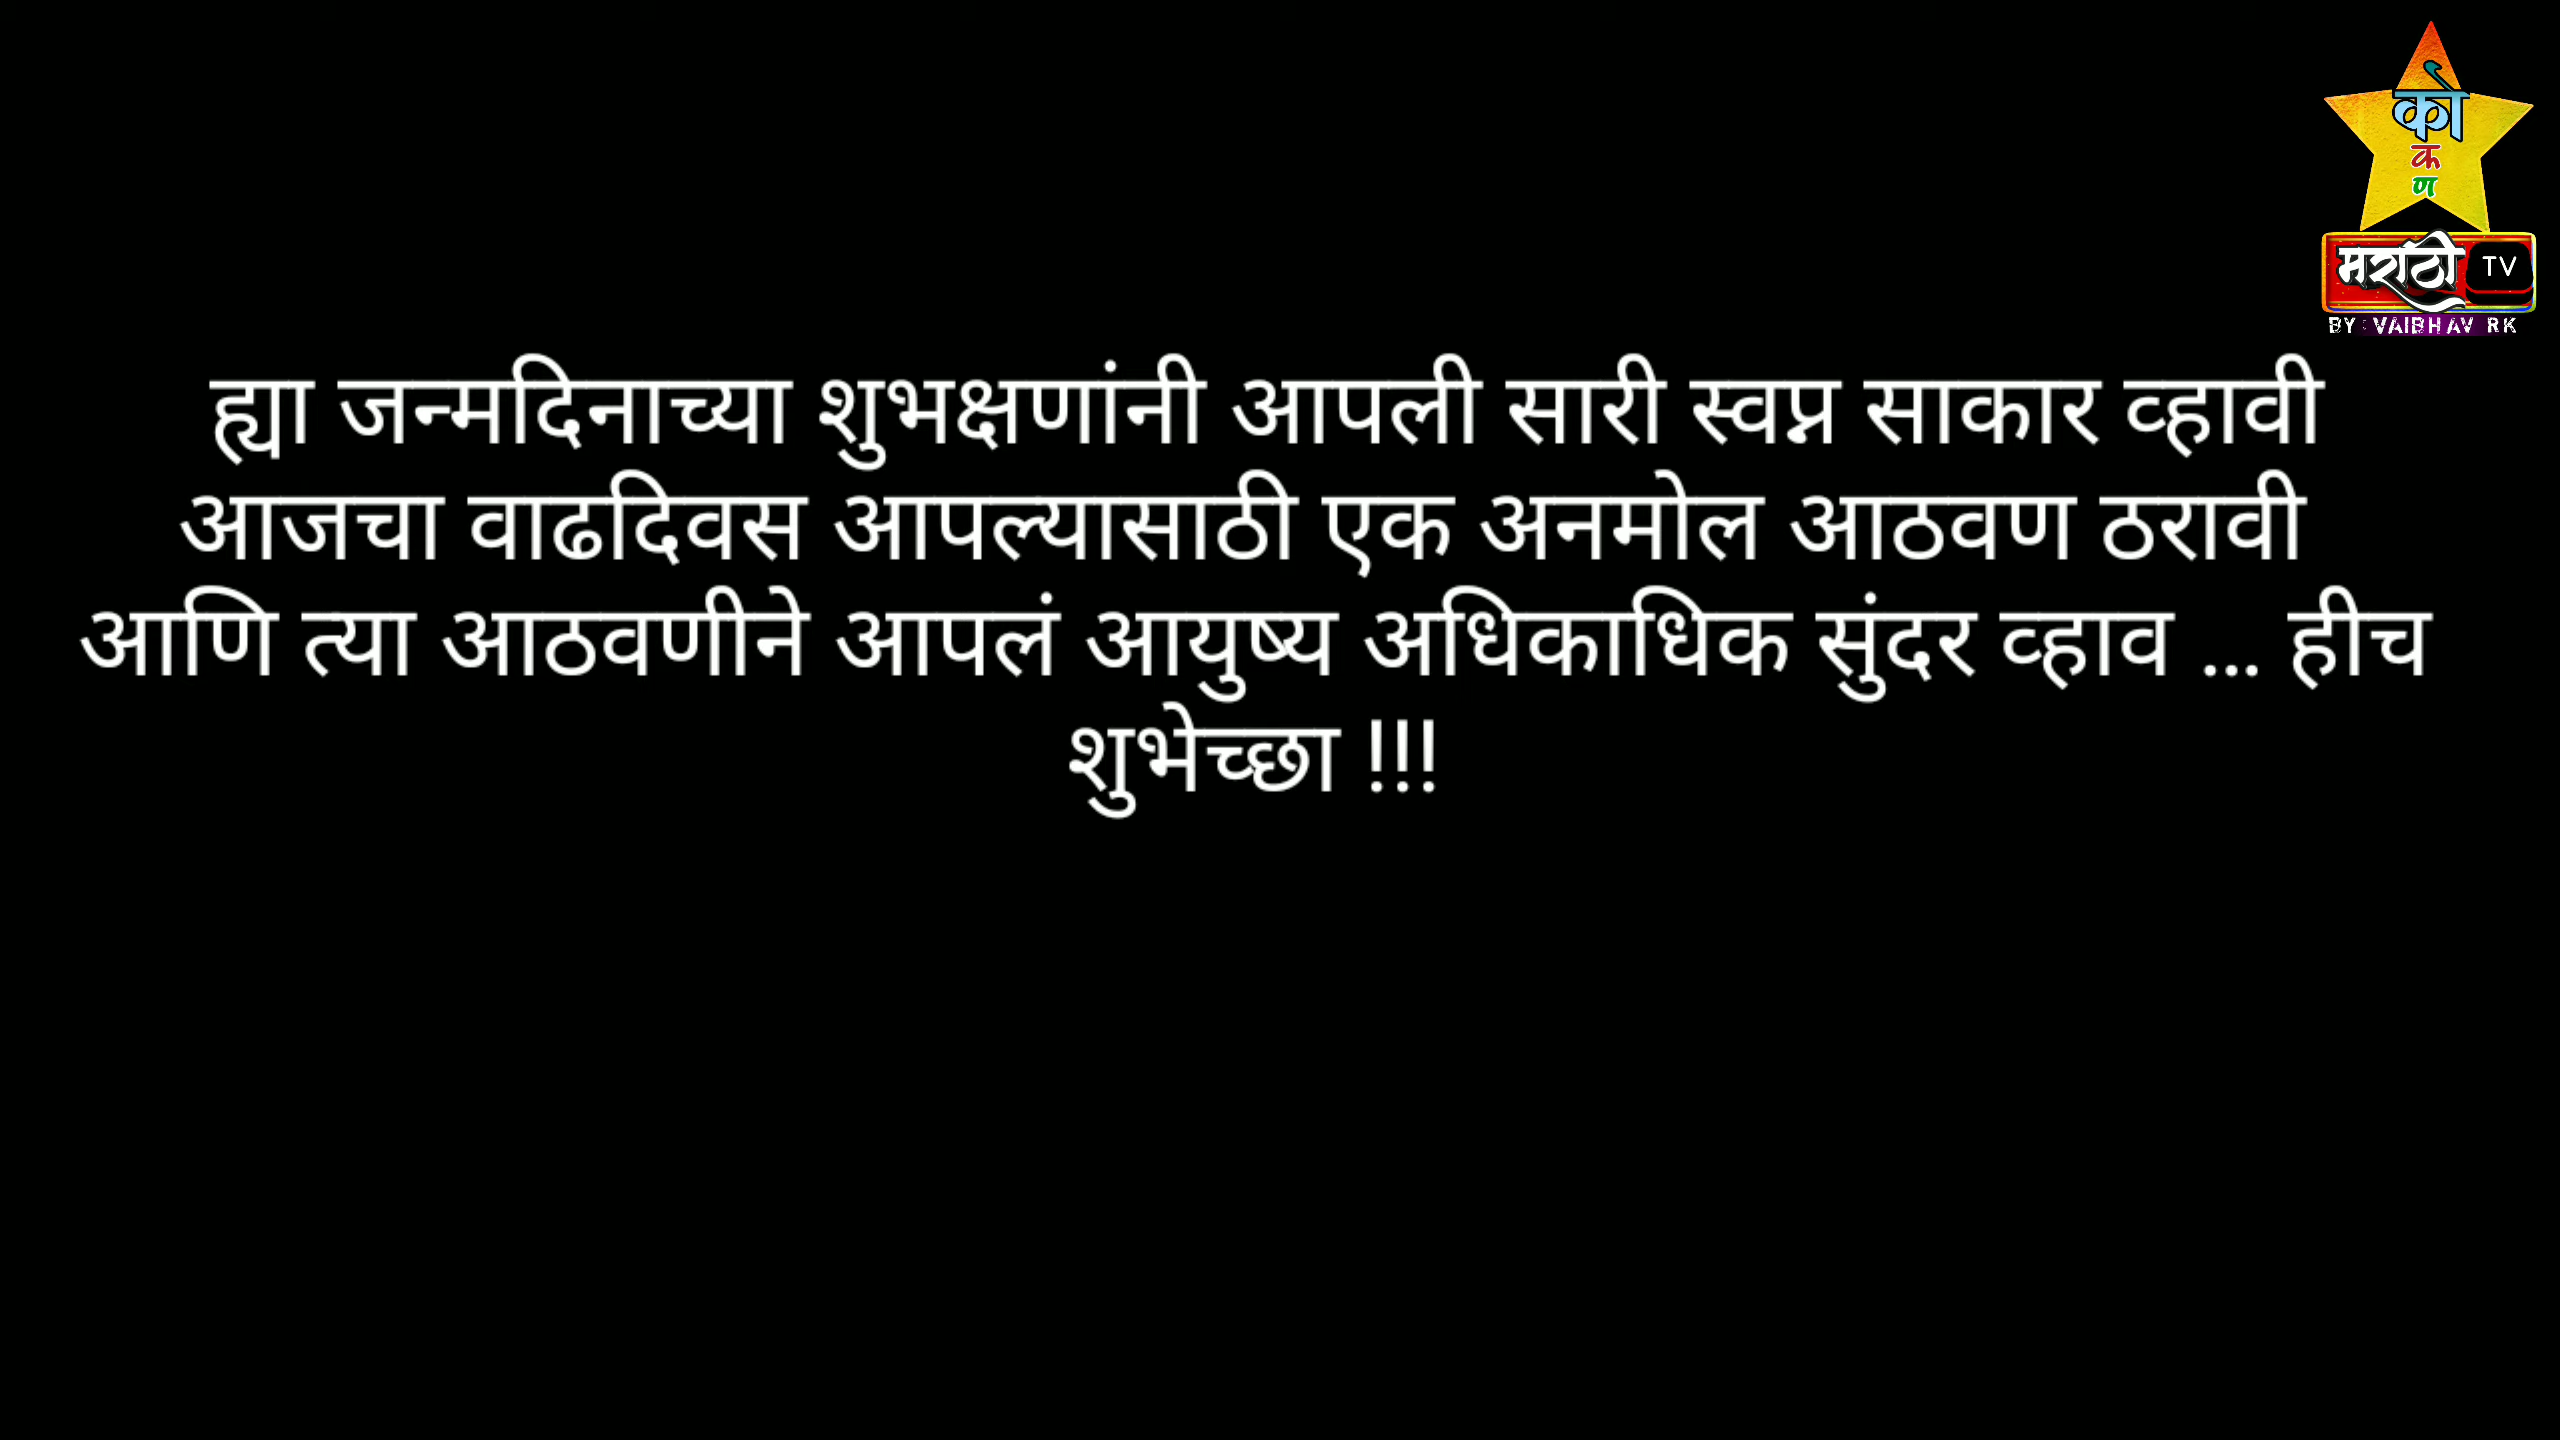 को
क
ण
मराठी TV
BY : VAIBHAV RK
ह्या जन्मदिनाच्या शुभक्षणांनी आपली सारी स्वप्न साकार व्हावी
आजचा वाढदिवस आपल्यासाठी एक अनमोल आठवण ठरावी
आणि त्या आठवणीने आपलं आयुष्य अधिकाधिक सुंदर व्हाव ... हीच
शुभेच्छा !!!